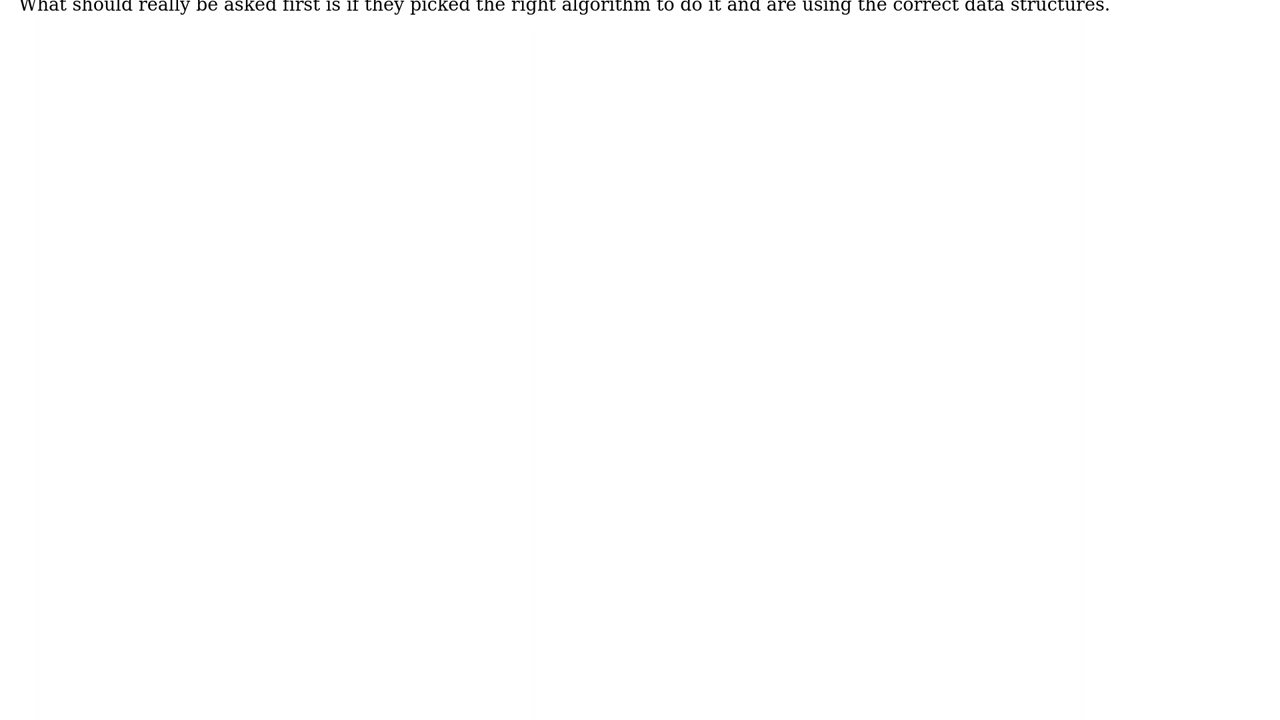 What should really be asked first is if they picked the right algorithm to do it and are using the correct data structures.